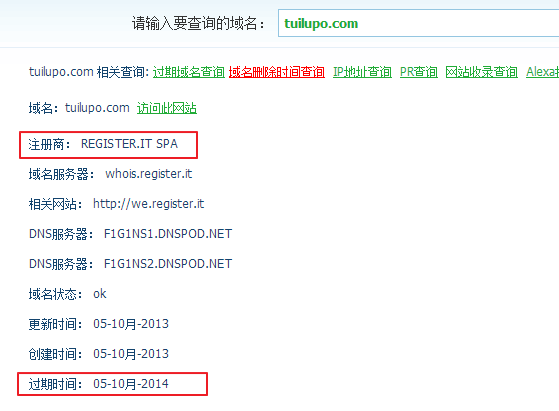 请输入要查询的域名： tuilupo.com
tuilupo.com 相关查询: 过期域名查询 域名删除时间查询 IP地址查询 PR查询 网站收录查询
域名： tuilupo.com 访问此网站
注册商： REGISTER.IT SPA
域名服务器： whois.register.it
相关网站： http://we.register.it
DNS服务器： F1G1NS1.DNSPOD.NET
DNS服务器： F1G1NS2.DNSPOD.NET
域名状态： ok
更新时间： 05-10月-2013
创建时间： 05-10月-2013
过期时间： 05-10月-2014